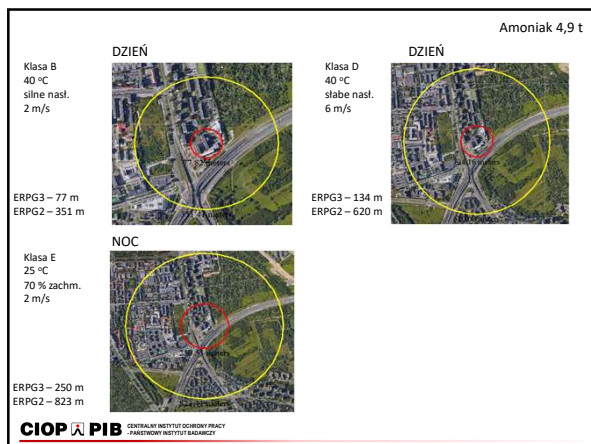 Amoniak 4,9 t
DZIEŃ
Klasa B
40 °C
silne nasł.
2 m/s
ERPG3 – 77 m
ERPG2 – 351 m
DZIEŃ
Klasa D
40 °C
słabe nasł.
6 m/s
ERPG3 – 134 m
ERPG2 – 620 m
NOC
Klasa E
25 °C
70 % zachm.
2 m/s
ERPG3 – 250 m
ERPG2 – 823 m
CIOP PIB
CENTRALNY INSTYTUT OCHRONY PRACY
- PAŃSTWOWY INSTYTUT BADAWCZY